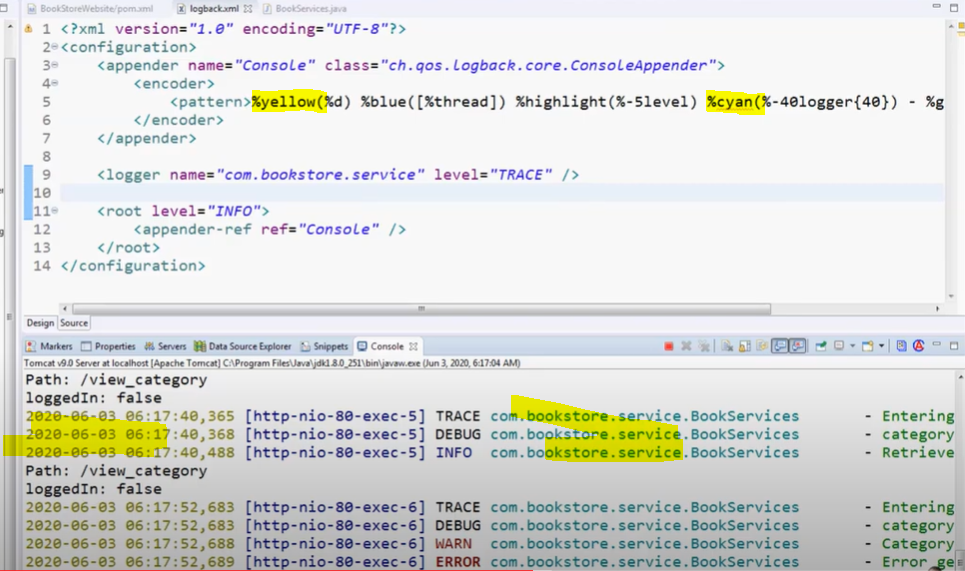 BookStoreWebsite/pom.xml logback.xml BookServices.java
1 <?xml version="1.0" encoding="UTF-8"?>
2 <configuration>
3 <appender name="Console" class="ch.qos.logback.core.ConsoleAppender">
4 <encoder>
5 <pattern>%yellow(%d) %blue([%thread]) %highlight(%-5level) %cyan(%-40logger{40}) - %g
6 </encoder>
7 </appender>
8
9 <logger name="com.bookstore.service" level="TRACE" />
10
11 <root level="INFO">
12 <appender-ref ref="Console" />
13 </root>
14 </configuration>
Design Source
Markers Properties Servers Data Source Explorer Snippets Console
Tomcat v9.0 Server at localhost [Apache Tomcat] C:\Program Files\Java\jdk1.8.0_251\bin\javaw.exe (Jun 3, 2020, 6:17:04 AM)
Path: /view_category
loggedIn: false
2020-06-03 06:17:40,365 [http-nio-80-exec-5] TRACE com.bookstore.service.BookServices - Entering
2020-06-03 06:17:40,368 [http-nio-80-exec-5] DEBUG com.bookstore.service.BookServices - category
2020-06-03 06:17:40,488 [http-nio-80-exec-5] INFO com.bookstore.service.BookServices - Retrieve
Path: /view_category
loggedIn: false
2020-06-03 06:17:52,683 [http-nio-80-exec-6] TRACE com.bookstore.service.BookServices - Entering
2020-06-03 06:17:52,683 [http-nio-80-exec-6] DEBUG com.bookstore.service.BookServices - category
2020-06-03 06:17:52,688 [http-nio-80-exec-6] WARN com.bookstore.service.BookServices - Category
2020-06-03 06:17:52,689 [http-nio-80-exec-6] ERROR com.bookstore.service.BookServices - Error ge